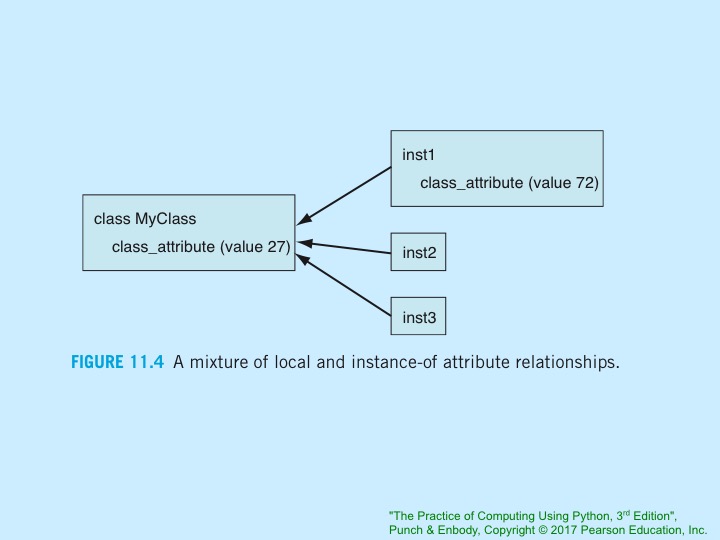 inst1
class_attribute (value 72)
class MyClass
class_attribute (value 27)
inst2
inst3
FIGURE 11.4 A mixture of local and instance-of attribute relationships.
"The Practice of Computing Using Python, 3rd Edition",
Punch & Enbody, Copyright © 2017 Pearson Education, Inc.